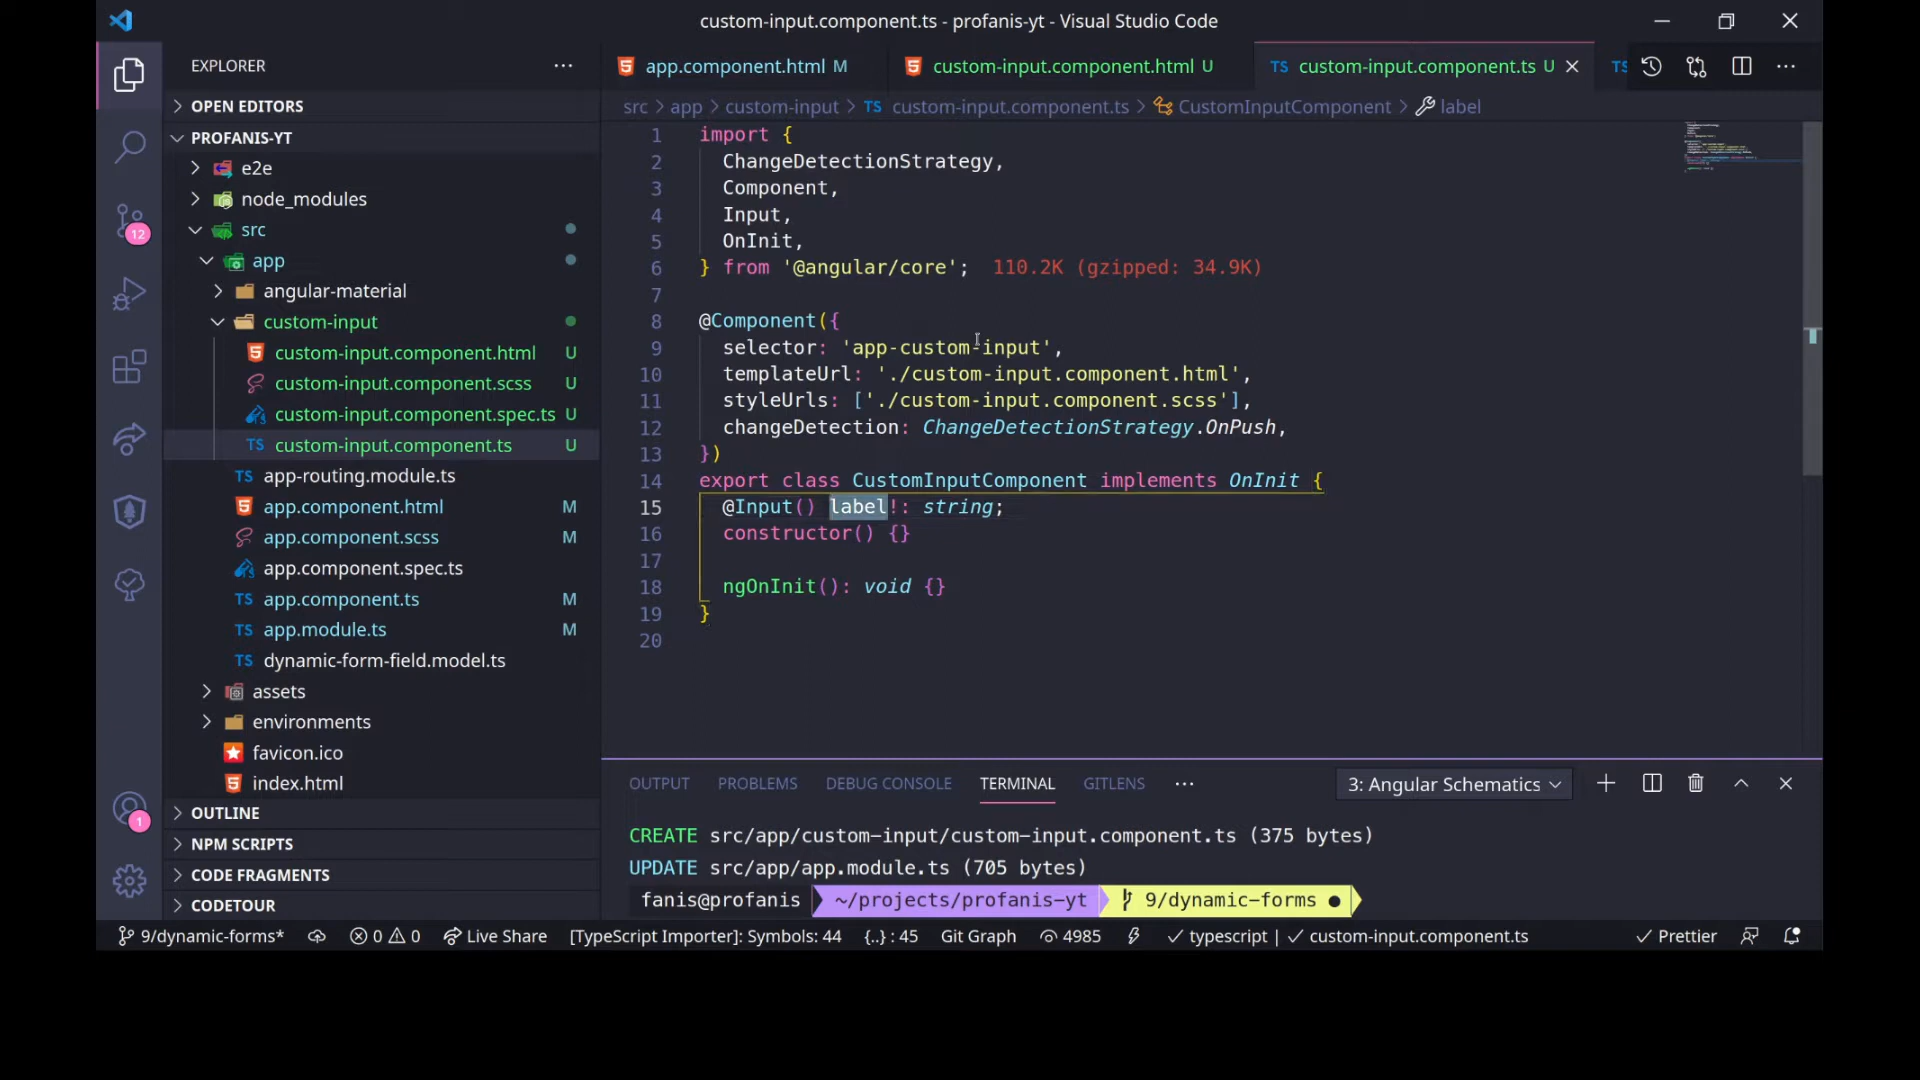 custom-input.component.ts - profanis-yt - Visual Studio Code
EXPLORER
app.component.html M
custom-input.component.html U
TS custom-input.component.ts U
TS
OPEN EDITORS
src > app > custom-input > TS custom-input.component.ts > CustomInputComponent > label
PROFANIS-YT
e2e
node_modules
src
app
angular-material
custom-input
custom-input.component.html U
custom-input.component.scss U
custom-input.component.spec.ts U
TS custom-input.component.ts U
TS app-routing.module.ts
app.component.html M
app.component.scss M
app.component.spec.ts
TS app.component.ts M
TS app.module.ts M
TS dynamic-form-field.model.ts
assets
environments
favicon.ico
index.html
OUTLINE
NPM SCRIPTS
CODE FRAGMENTS
CODETOUR
12
1
1 import {
2 ChangeDetectionStrategy,
3 Component,
4 Input,
5 OnInit,
6 } from '@angular/core'; 110.2K (gzipped: 34.9K)
7
8 @Component({
9 selector: 'app-custom-input',
10 templateUrl: './custom-input.component.html',
11 styleUrls: ['./custom-input.component.scss'],
12 changeDetection: ChangeDetectionStrategy.OnPush,
13 })
14 export class CustomInputComponent implements OnInit {
15 @Input() label!: string;
16 constructor() {}
17
18 ngOnInit(): void {}
19 }
20
OUTPUT PROBLEMS DEBUG CONSOLE TERMINAL GITLENS ··· 3: Angular Schematics
CREATE src/app/custom-input/custom-input.component.ts (375 bytes)
UPDATE src/app/app.module.ts (705 bytes)
fanis@profanis ~/projects/profanis-yt 9/dynamic-forms ●
9/dynamic-forms* 0 0 Live Share [TypeScript Importer]: Symbols: 44 {..} : 45 Git Graph 4985 ✓ typescript | ✓ custom-input.component.ts ✓ Prettier